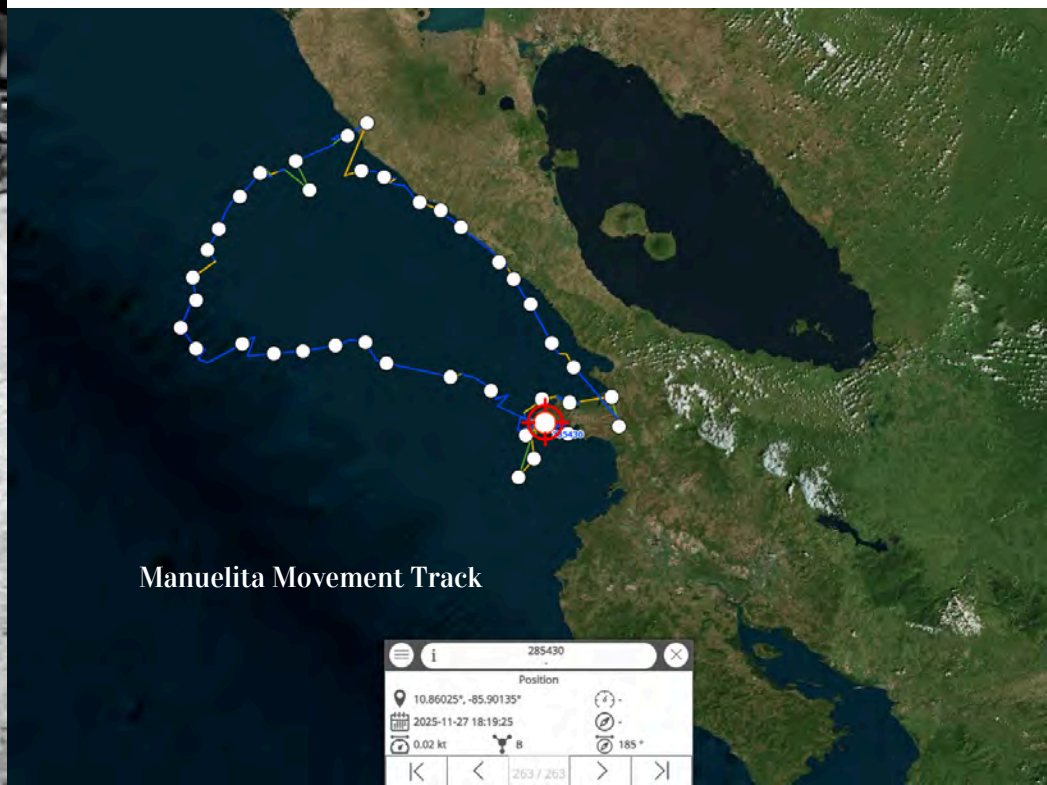 285430
Manuelita Movement Track
i
285430
-
Position
10.86025°, -85.90135°
-
2025-11-27 18:19:25
-
0.02 kt
B
185 °
263 / 263